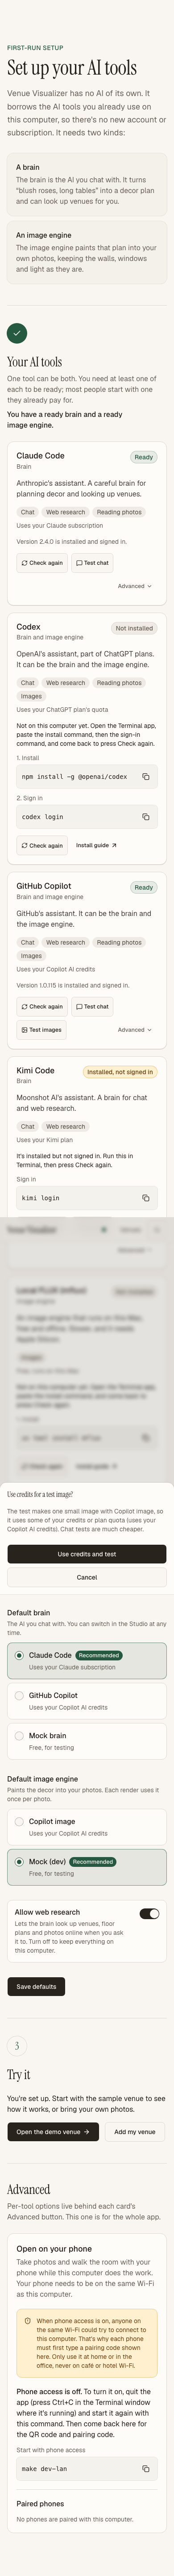 FIRST-RUN SETUP
Set up your AI tools
Venue Visualizer has no AI of its own. It
borrows the AI tools you already use on
this computer, so there's no new account or
subscription. It needs two kinds:
A brain
The brain is the AI you chat with. It turns
“blush roses, long tables” into a decor plan
and can look up venues for you.
An image engine
The image engine paints that plan into your
own photos, keeping the walls, windows
and light as they are.
Your AI tools
One tool can be both. You need at least one of
each to be ready; most people start with one
they already pay for.
You have a ready brain and a ready
image engine.
Claude Code
Ready
Brain
Anthropic's assistant. A careful brain for
planning decor and looking up venues.
Chat Web research Reading photos
Uses your Claude subscription
Version 2.4.0 is installed and signed in.
Check again Test chat
Advanced
Codex
Not installed
Brain and image engine
OpenAI's assistant, part of ChatGPT plans.
It can be the brain and the image engine.
Chat Web research Reading photos
Images
Uses your ChatGPT plan's quota
Not on this computer yet. Open the Terminal app,
paste the install command, then the sign-in
command, and come back to press Check again.
1. Install
npm install -g @openai/codex
2. Sign in
codex login
Check again Install guide
GitHub Copilot
Ready
Brain and image engine
GitHub's assistant. It can be the brain and
the image engine.
Chat Web research Reading photos
Images
Uses your Copilot AI credits
Version 1.0.115 is installed and signed in.
Check again Test chat
Test images Advanced
Kimi Code
Installed, not signed in
Brain
Moonshot AI's assistant. A brain for chat
and web research.
Chat Web research
Uses your Kimi plan
It's installed but not signed in. Run this in
Terminal, then press Check again.
Sign in
kimi login
Use credits for a test image?
The test makes one small image with Copilot image, so
it uses some of your credits or plan quota (uses your
Copilot AI credits). Chat tests are much cheaper.
Use credits and test
Cancel
Default brain
The AI you chat with. You can switch in the Studio at any
time.
Claude Code Recommended
Uses your Claude subscription
GitHub Copilot
Uses your Copilot AI credits
Mock brain
Free, for testing
Default image engine
Paints the decor into your photos. Each render uses it
once per photo.
Copilot image
Uses your Copilot AI credits
Mock (dev) Recommended
Free, for testing
Allow web research
Lets the brain look up venues, floor
plans and photos online when you ask
it to. Turn off to keep everything on
this computer.
Save defaults
3
Try it
You're set up. Start with the sample venue to see
how it works, or bring your own photos.
Open the demo venue Add my venue
Advanced
Per-tool options live behind each card's
Advanced button. This one is for the whole app.
Open on your phone
Take photos and walk the room with your
phone while this computer does the work.
Your phone needs to be on the same Wi-Fi
as this computer.
When phone access is on, anyone on
the same Wi-Fi could try to connect to
this computer. That's why each phone
must first type a pairing code shown
here. Only use it at home or in the
office, never on café or hotel Wi-Fi.
Phone access is off. To turn it on, quit the
app (press Ctrl+C in the Terminal window
where it's running) and start it again with
this command. Then come back here for
the QR code and pairing code.
Start with phone access
make dev-lan
Paired phones
No phones are paired with this computer.